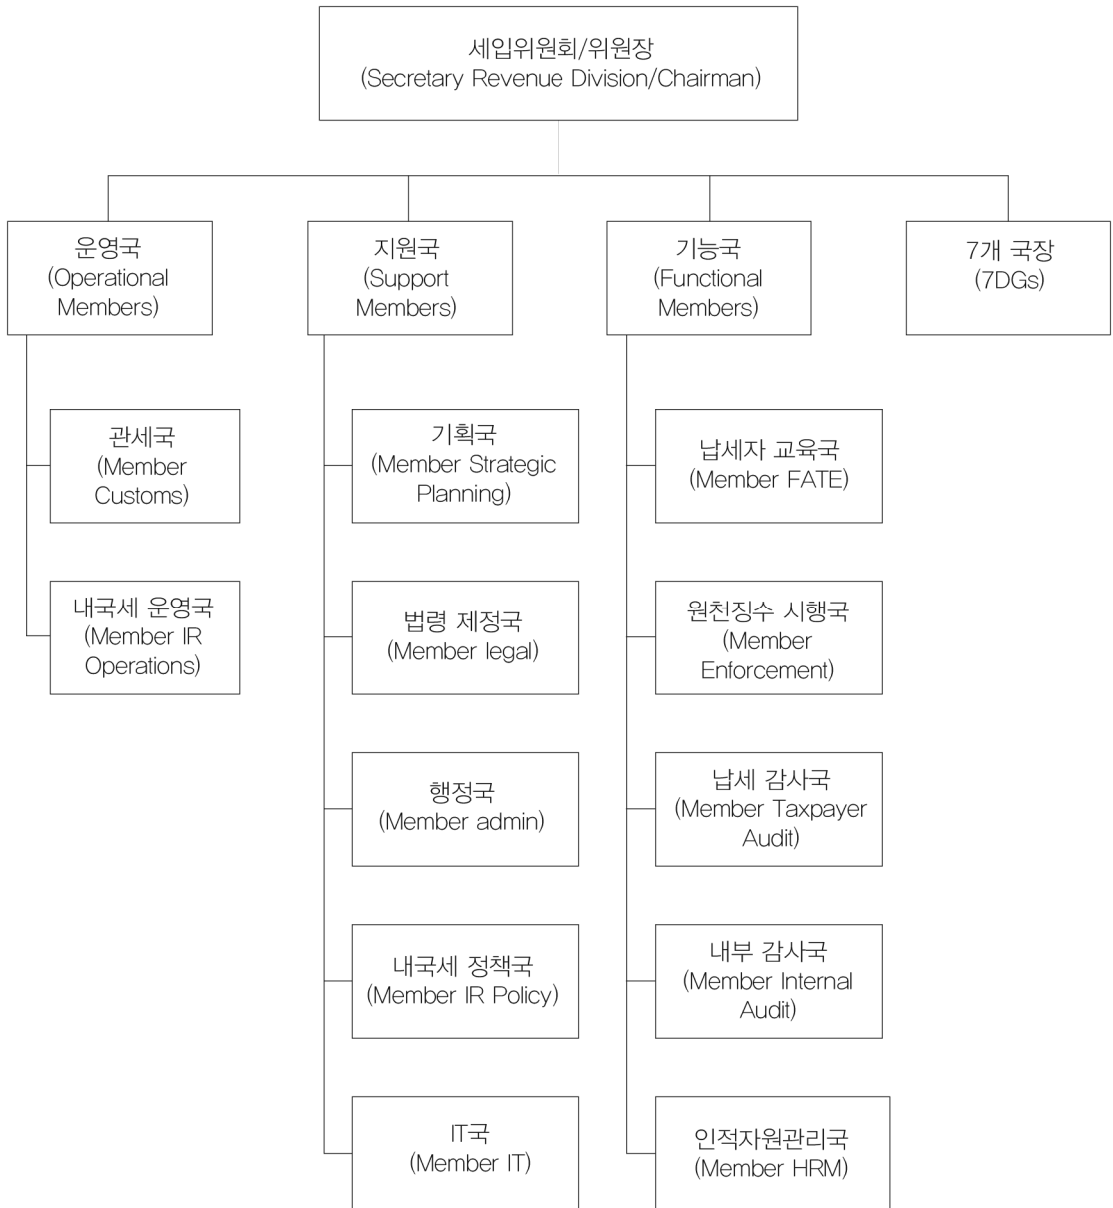 세입위원회/위원장
(Secretary Revenue Division/Chairman)
운영국
(Operational
Members)
지원국
(Support
Members)
기능국
(Functional
Members)
7개 국장
(7DGs)
관세국
(Member
Customs)
내국세 운영국
(Member IR
Operations)
기획국
(Member Strategic
Planning)
법령 제정국
(Member legal)
행정국
(Member admin)
내국세 정책국
(Member IR Policy)
IT국
(Member IT)
납세자 교육국
(Member FATE)
원천징수 시행국
(Member
Enforcement)
납세 감사국
(Member Taxpayer
Audit)
내부 감사국
(Member Internal
Audit)
인적자원관리국
(Member HRM)